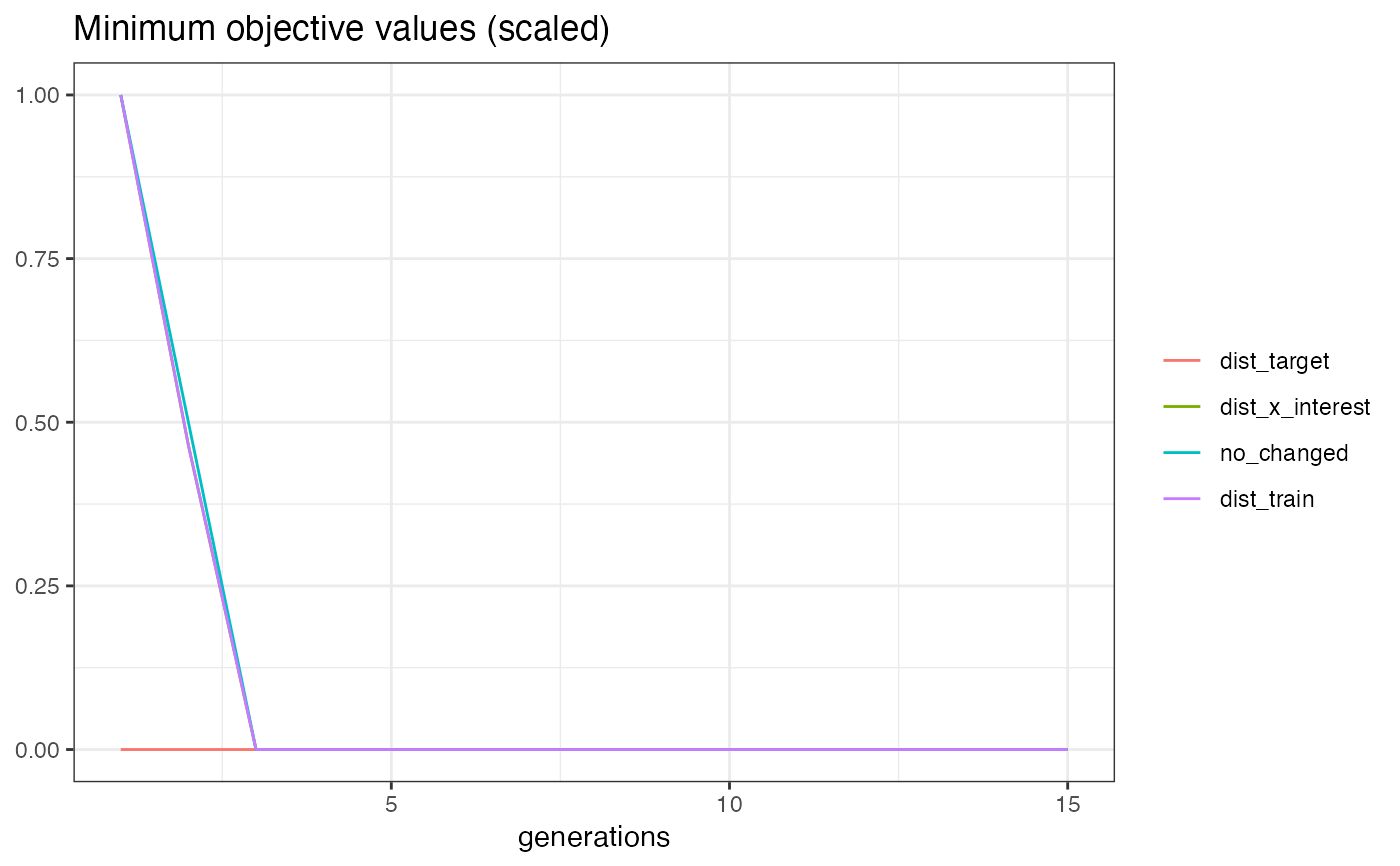 Minimum objective values (scaled)
1.00
0.75
0.50
0.25
0.00
5 10 15
generations
dist_target
dist_x_interest
no_changed
dist_train